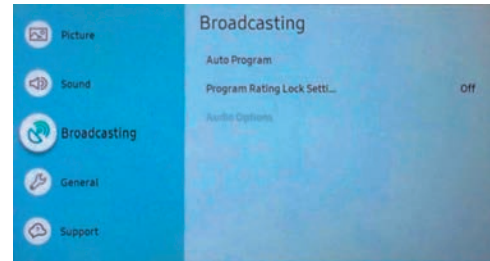 Picture
Sound
Broadcasting
General
Support
Broadcasting
Auto Program
Program Rating Lock Setti... Off
Audio Options